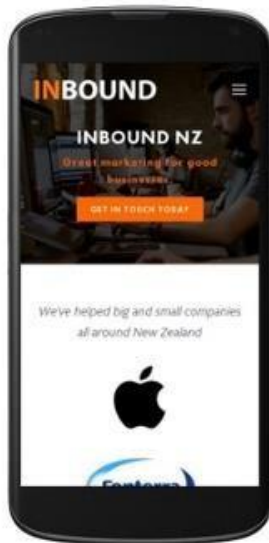 INBOUND
INBOUND NZ
Great marketing for good
businesses
GET IN TOUCH TODAY
We've helped big and small companies
all around New Zealand
Fonterra